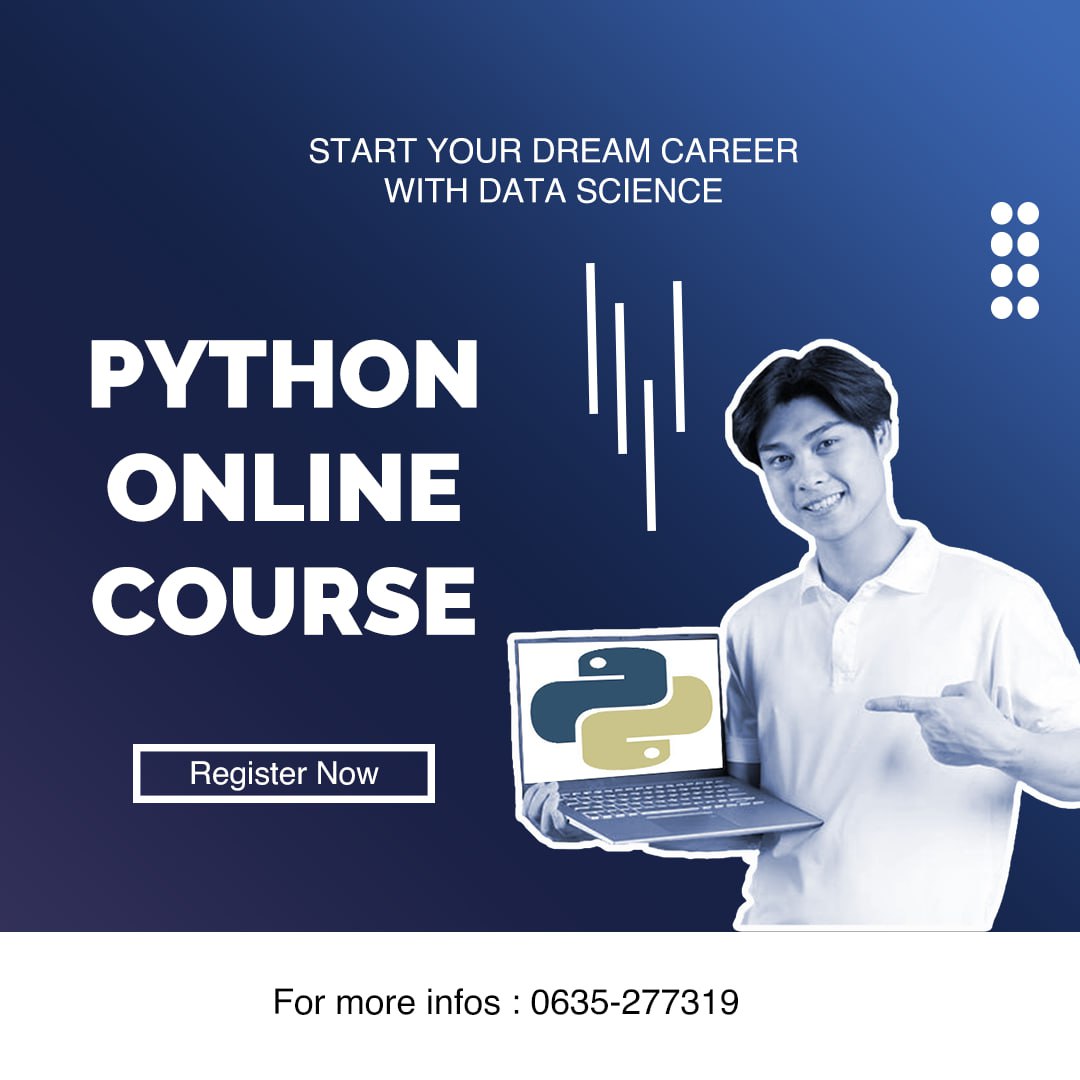 START YOUR DREAM CAREER
WITH DATA SCIENCE
PYTHON
ONLINE
COURSE
Register Now
For more infos : 0635-277319